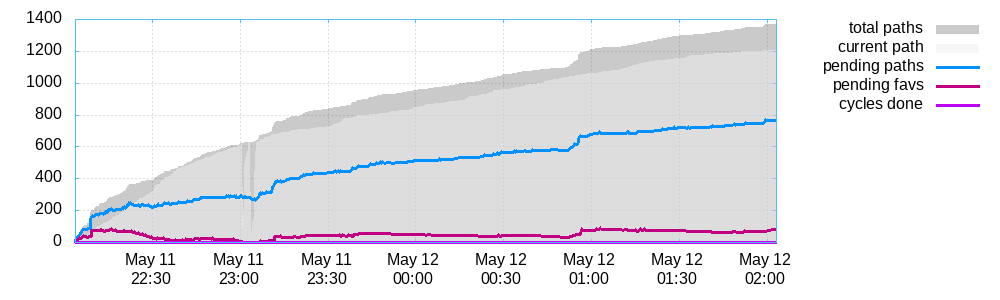 1400
1200
1000
800
600
400
200
0
May 11 May 11 May 11 May 12 May 12 May 12 May 12 May 12
22:30 23:00 23:30 00:00 00:30 01:00 01:30 02:00
total paths
current path
pending paths
pending favs
cycles done